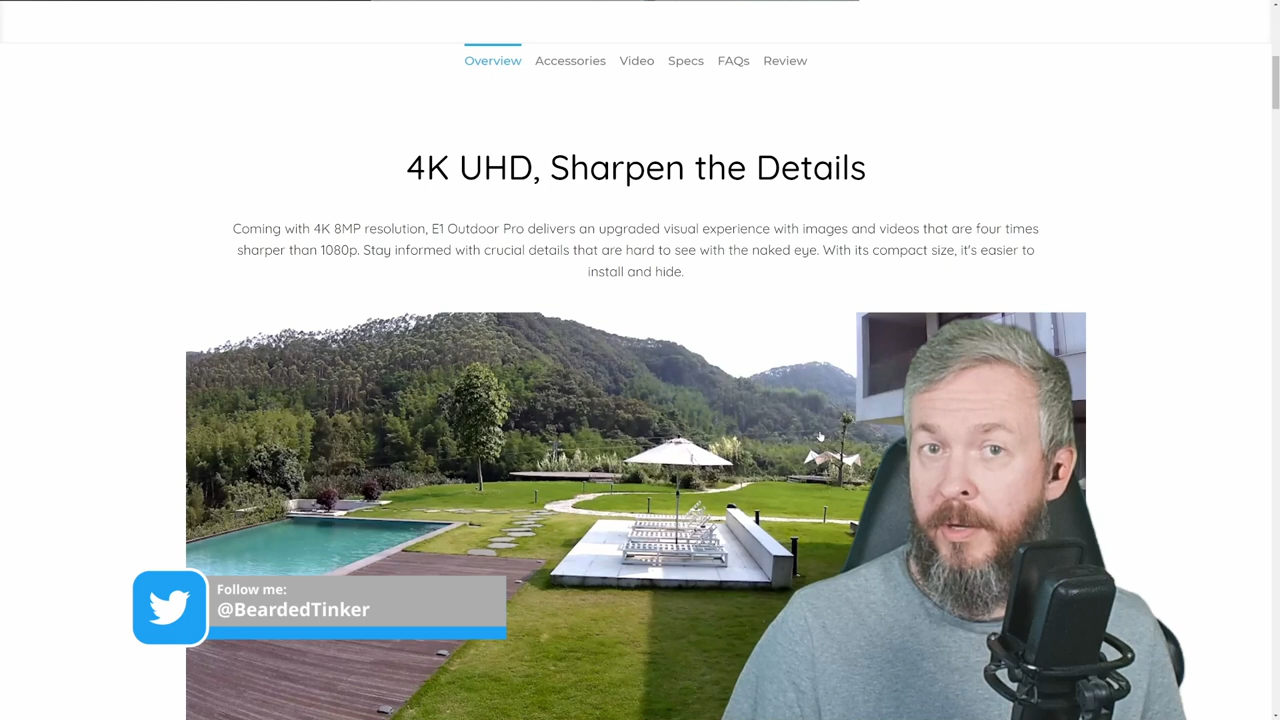 Overview Accessories Video Specs FAQs Review
4K UHD, Sharpen the Details
Coming with 4K 8MP resolution, E1 Outdoor Pro delivers an upgraded visual experience with images and videos that are four times
sharper than 1080p. Stay informed with crucial details that are hard to see with the naked eye. With its compact size, it's easier to
install and hide.
Follow me:
@BeardedTinker